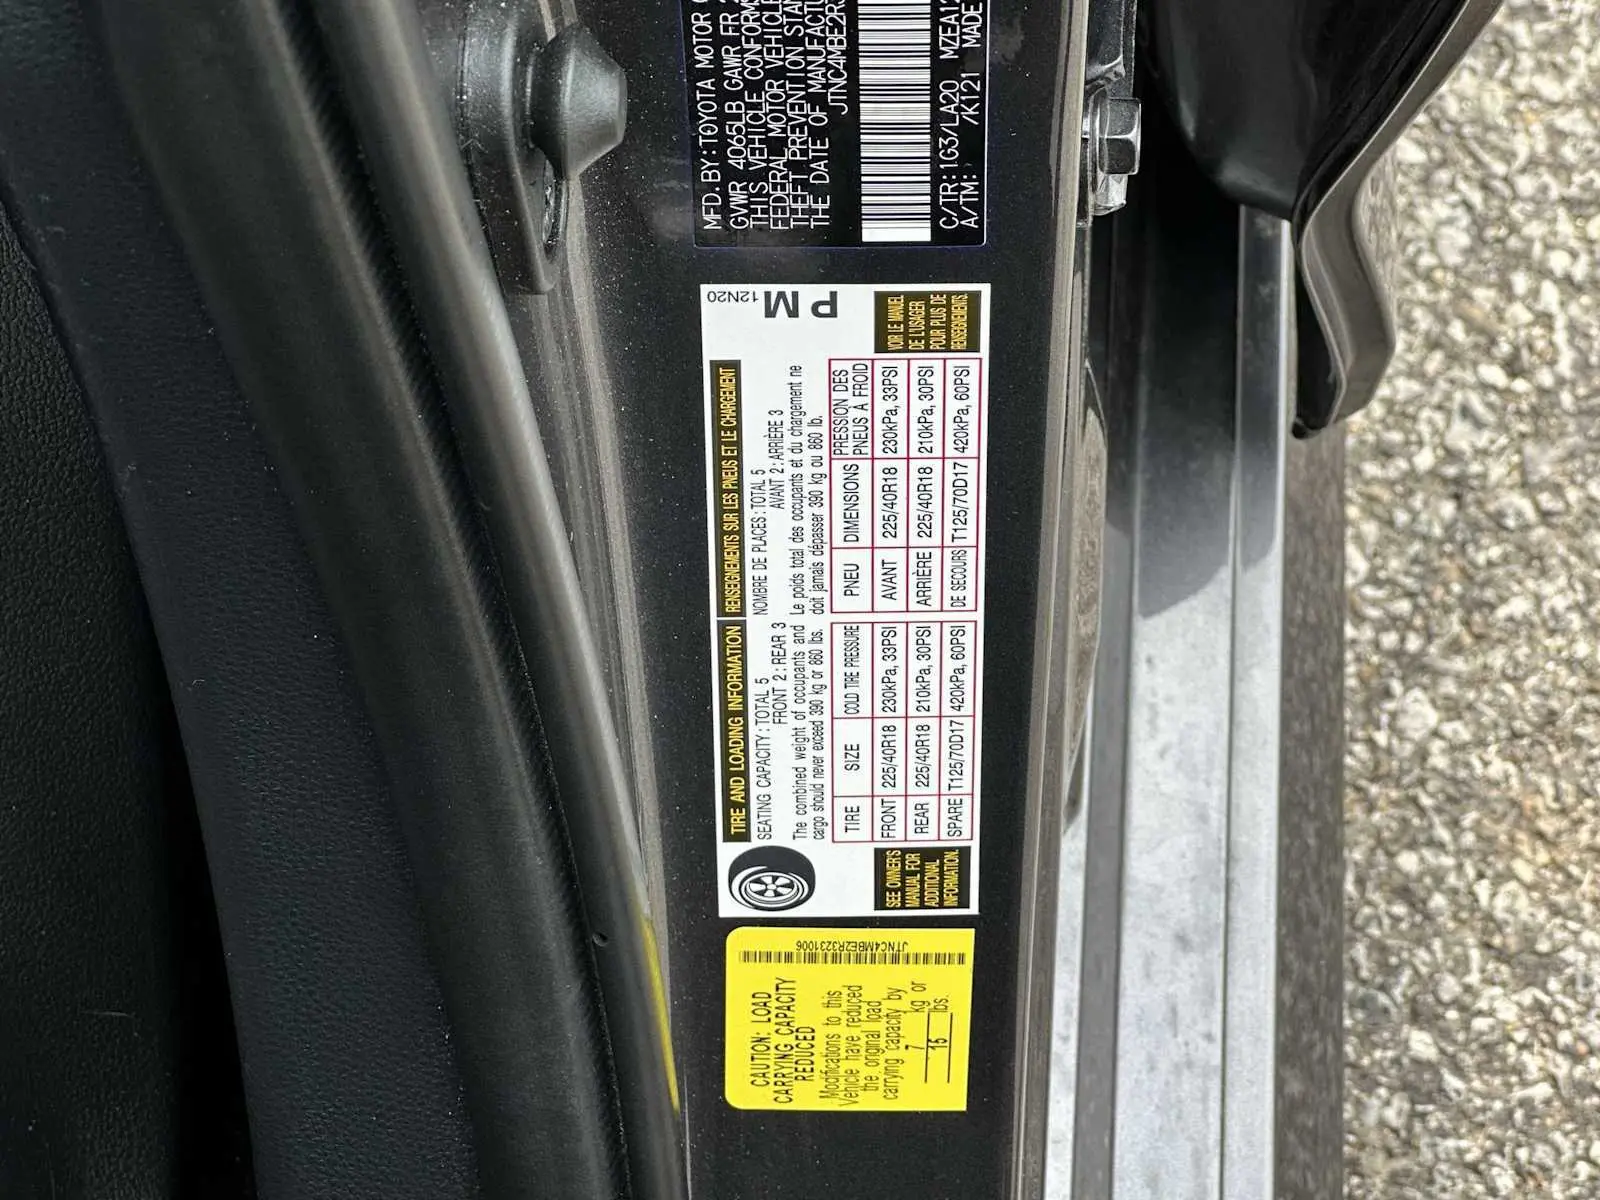 MFD. BY: TOYOTA MOTOR
GVWR 4065LB GAWR FR
THIS VEHICLE CONFORMS
FEDERAL MOTOR VEHICLE
THEFT PREVENTION
THE DATE OF
JTNC4MBE2R
C/TR: 1G3/LA20 MZEA12
A/TM: /K121 MADE
PM
12N20
TIRE AND LOADING INFORMATION
SEATING CAPACITY: TOTAL 5
FRONT 2: REAR 3
The combined weight of occupants and
cargo should never exceed 390 kg or 860 lbs.
TIRE SIZE COLD TIRE PRESSURE
FRONT 225/40R18 230kPa, 33PSI
REAR 225/40R18 210kPa, 30PSI
SPARE T125/70D17 420kPa, 60PSI
SEE OWNER'S
MANUAL FOR
ADDITIONAL
INFORMATION.
RENSEIGNEMENTS SUR LES PNEUS ET LE CHARGEMENT
NOMBRE DE PLACES: TOTAL 5
AVANT 2: ARRIÈRE 3
Le poids total des occupants et du chargement ne
doit jamais dépasser 390 kg ou 860 lb.
PNEU DIMENSIONS PRESSION DES
PNEUS À FROID
AVANT 225/40R18 230kPa, 33PSI
ARRIÈRE 225/40R18 210kPa, 30PSI
DE SECOURS T125/70D17 420kPa, 60PSI
VOIR LE MANUEL
DE L'USAGER
POUR PLUS DE
RENSEIGNEMENTS.
CAUTION: LOAD
CARRYING CAPACITY
REDUCED
Modifications to this
Vehicle have reduced
the original load
carrying capacity by
7 kg or
15 lbs.
JTNC4MBE2R3231006